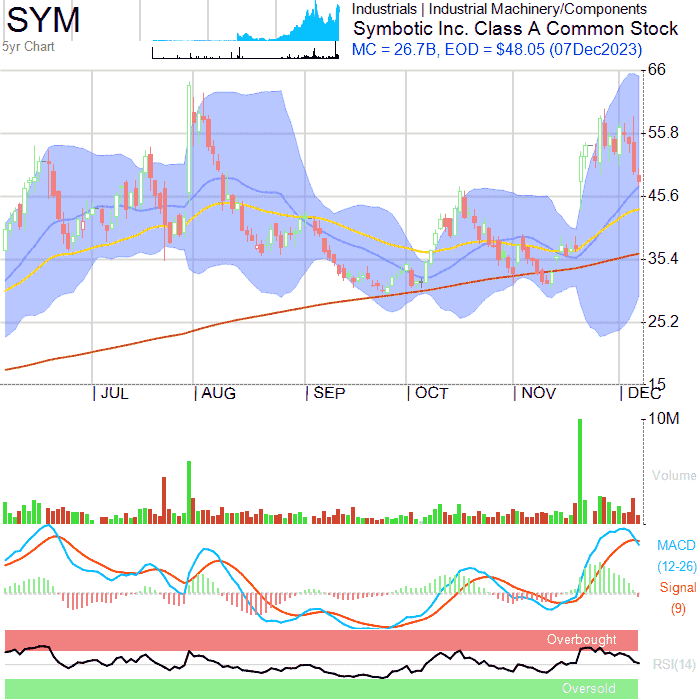 SYM
5yr Chart
Industrials | Industrial Machinery/Components
Symbotic Inc. Class A Common Stock
MC = 26.7B, EOD = $48.05 (07Dec2023)
66
55.8
45.6
35.4
25.2
15
JUL AUG SEP OCT NOV DEC
10M
Volume
MACD
(12-26)
Signal
(9)
Overbought
RSI(14)
Oversold